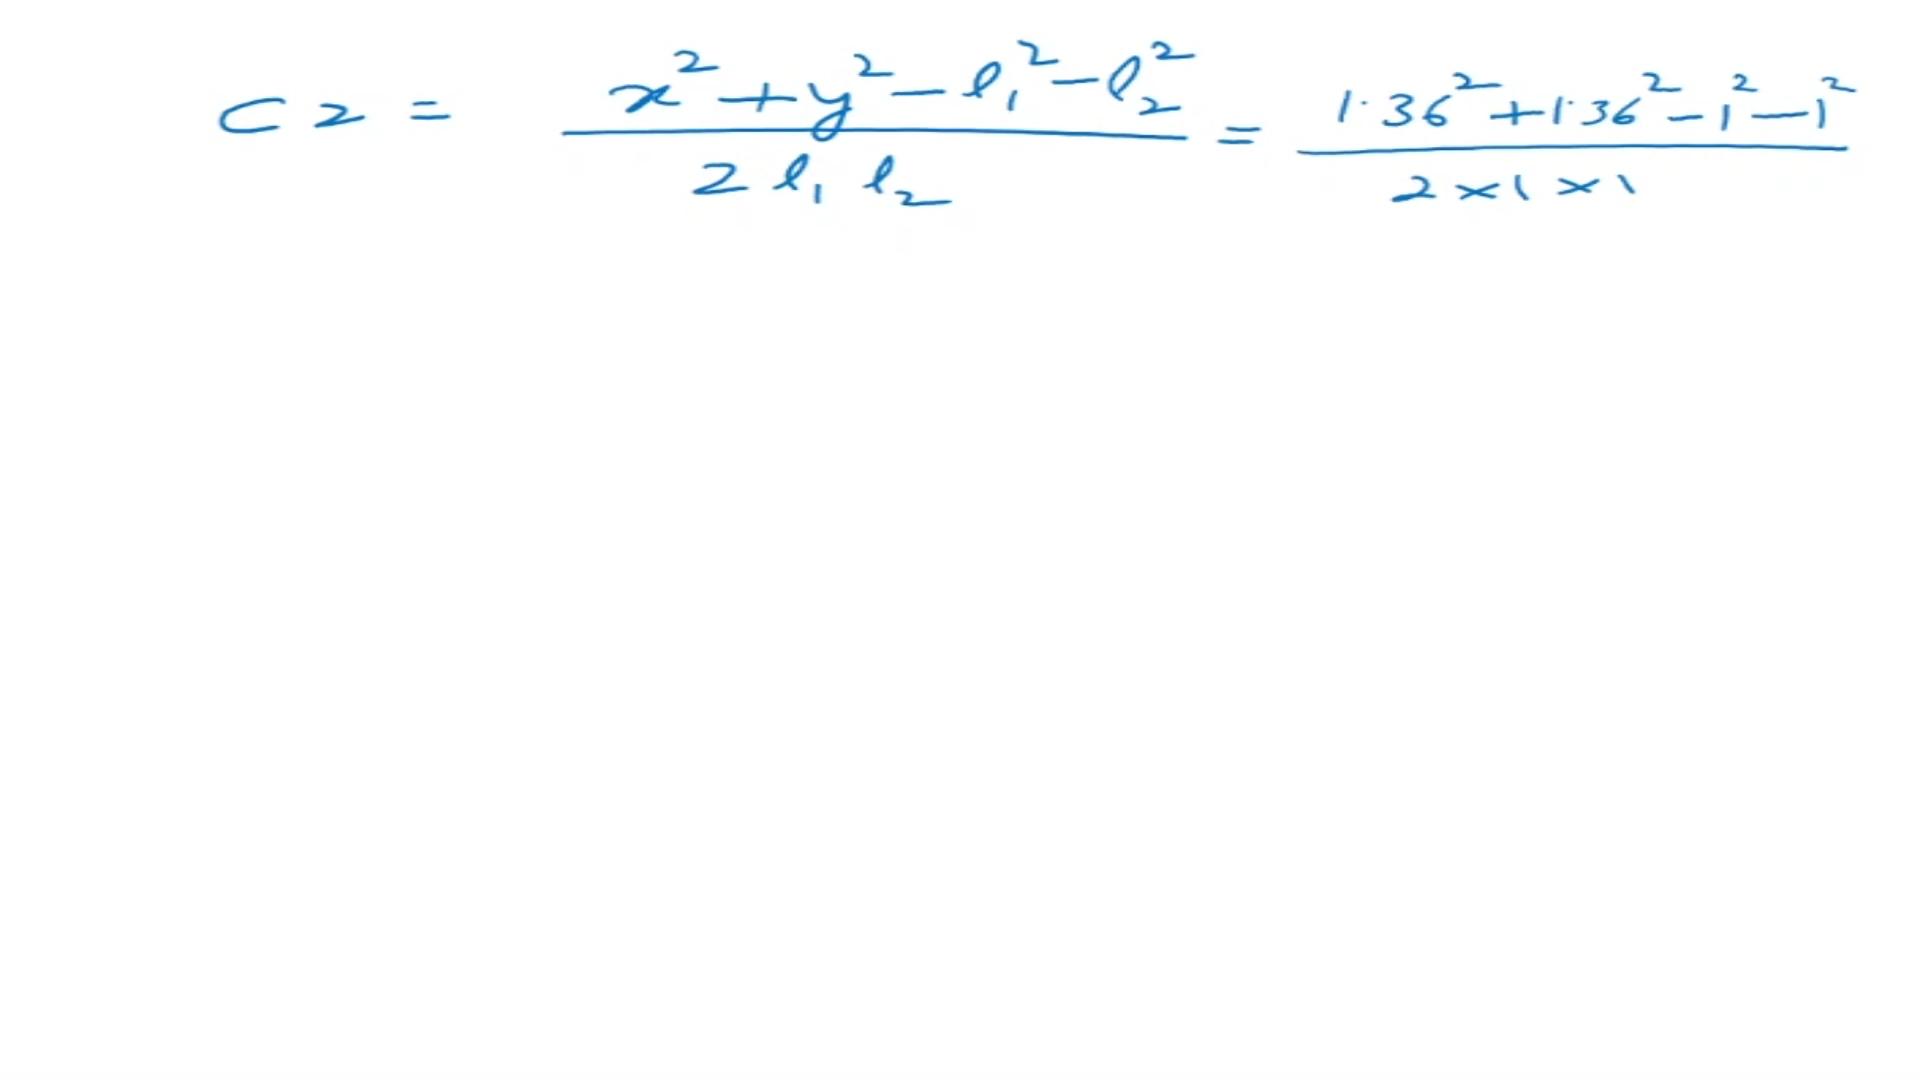 C2 = x² + y² - l₁² - l₂² / 2 l₁ l₂ = 1.36² + 1.36² - 1² - 1² / 2 × 1 × 1